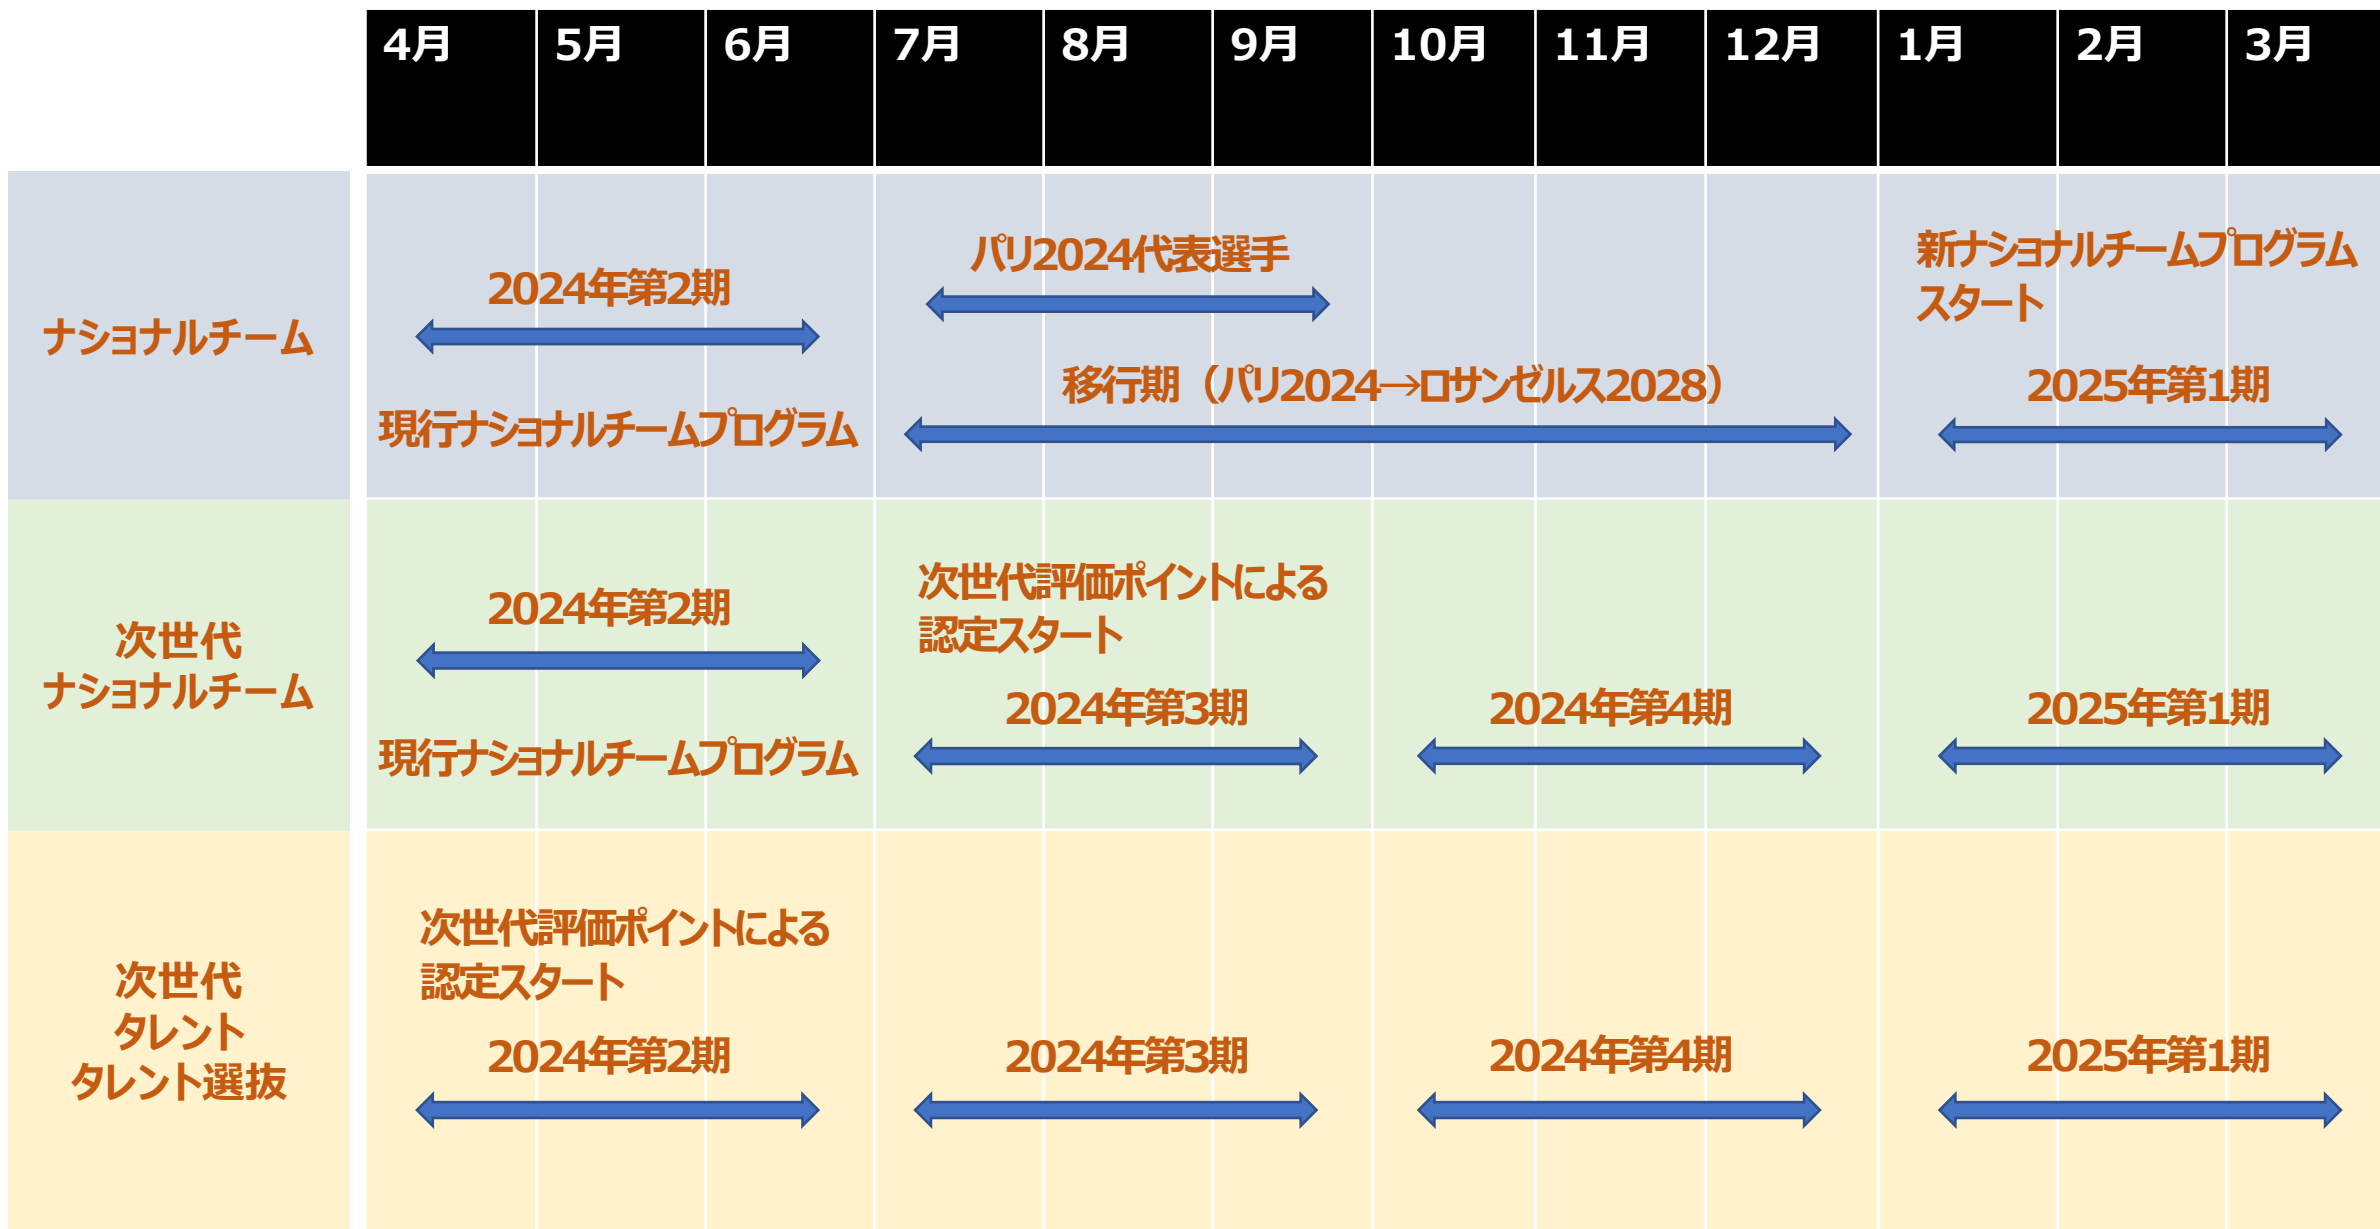 4月 5月 6月 7月 8月 9月 10月 11月 12月 1月 2月 3月
ナショナルチーム
2024年第2期
現行ナショナルチームプログラム
パリ2024代表選手
移行期（パリ2024→ロサンゼルス2028）
新ナショナルチームプログラム
スタート
2025年第1期
次世代
ナショナルチーム
2024年第2期
現行ナショナルチームプログラム
次世代評価ポイントによる
認定スタート
2024年第3期
2024年第4期
2025年第1期
次世代
タレント
タレント選抜
次世代評価ポイントによる
認定スタート
2024年第2期
2024年第3期
2024年第4期
2025年第1期